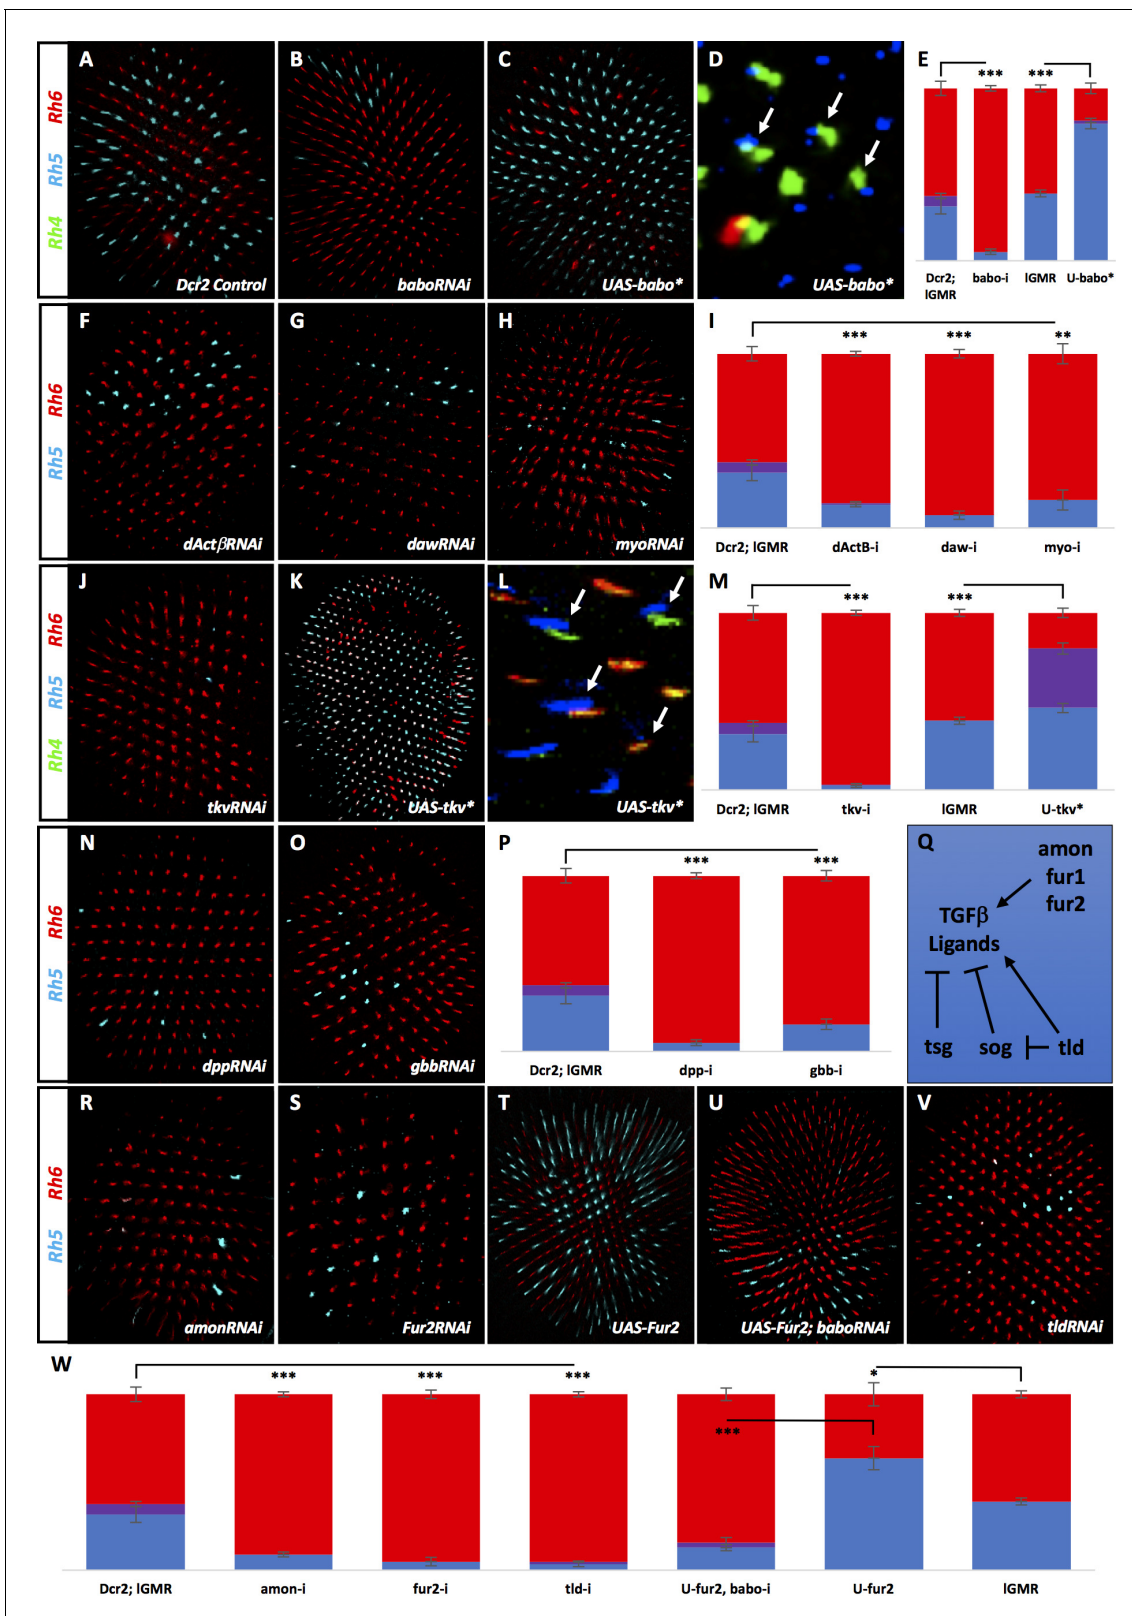 Rh4 Rh5 Rh6
A
Dcr2 Control
B
baboRNAi
C
UAS-babo*
D
UAS-babo*
E
*** ***
Dcr2; lGMR
babo-i
lGMR
U-babo*
Rh5 Rh6
F
dActβRNAi
G
dawRNAi
H
myoRNAi
I
*** *** **
Dcr2; lGMR
dActB-i
daw-i
myo-i
Rh4 Rh5 Rh6
J
tkvRNAi
K
UAS-tkv*
L
UAS-tkv*
M
*** ***
Dcr2; lGMR
tkv-i
lGMR
U-tkv*
Rh5 Rh6
N
dppRNAi
O
gbbRNAi
P
*** ***
Dcr2; lGMR
dpp-i
gbb-i
Q
amon
fur1
fur2
TGFβ
Ligands
tsg sog tld
Rh5 Rh6
R
amonRNAi
S
Fur2RNAi
T
UAS-Fur2
U
UAS-Fur2; baboRNAi
V
tldRNAi
W
*** *** *** *
***
Dcr2; lGMR
amon-i
fur2-i
tld-i
U-fur2, babo-i
U-fur2
lGMR